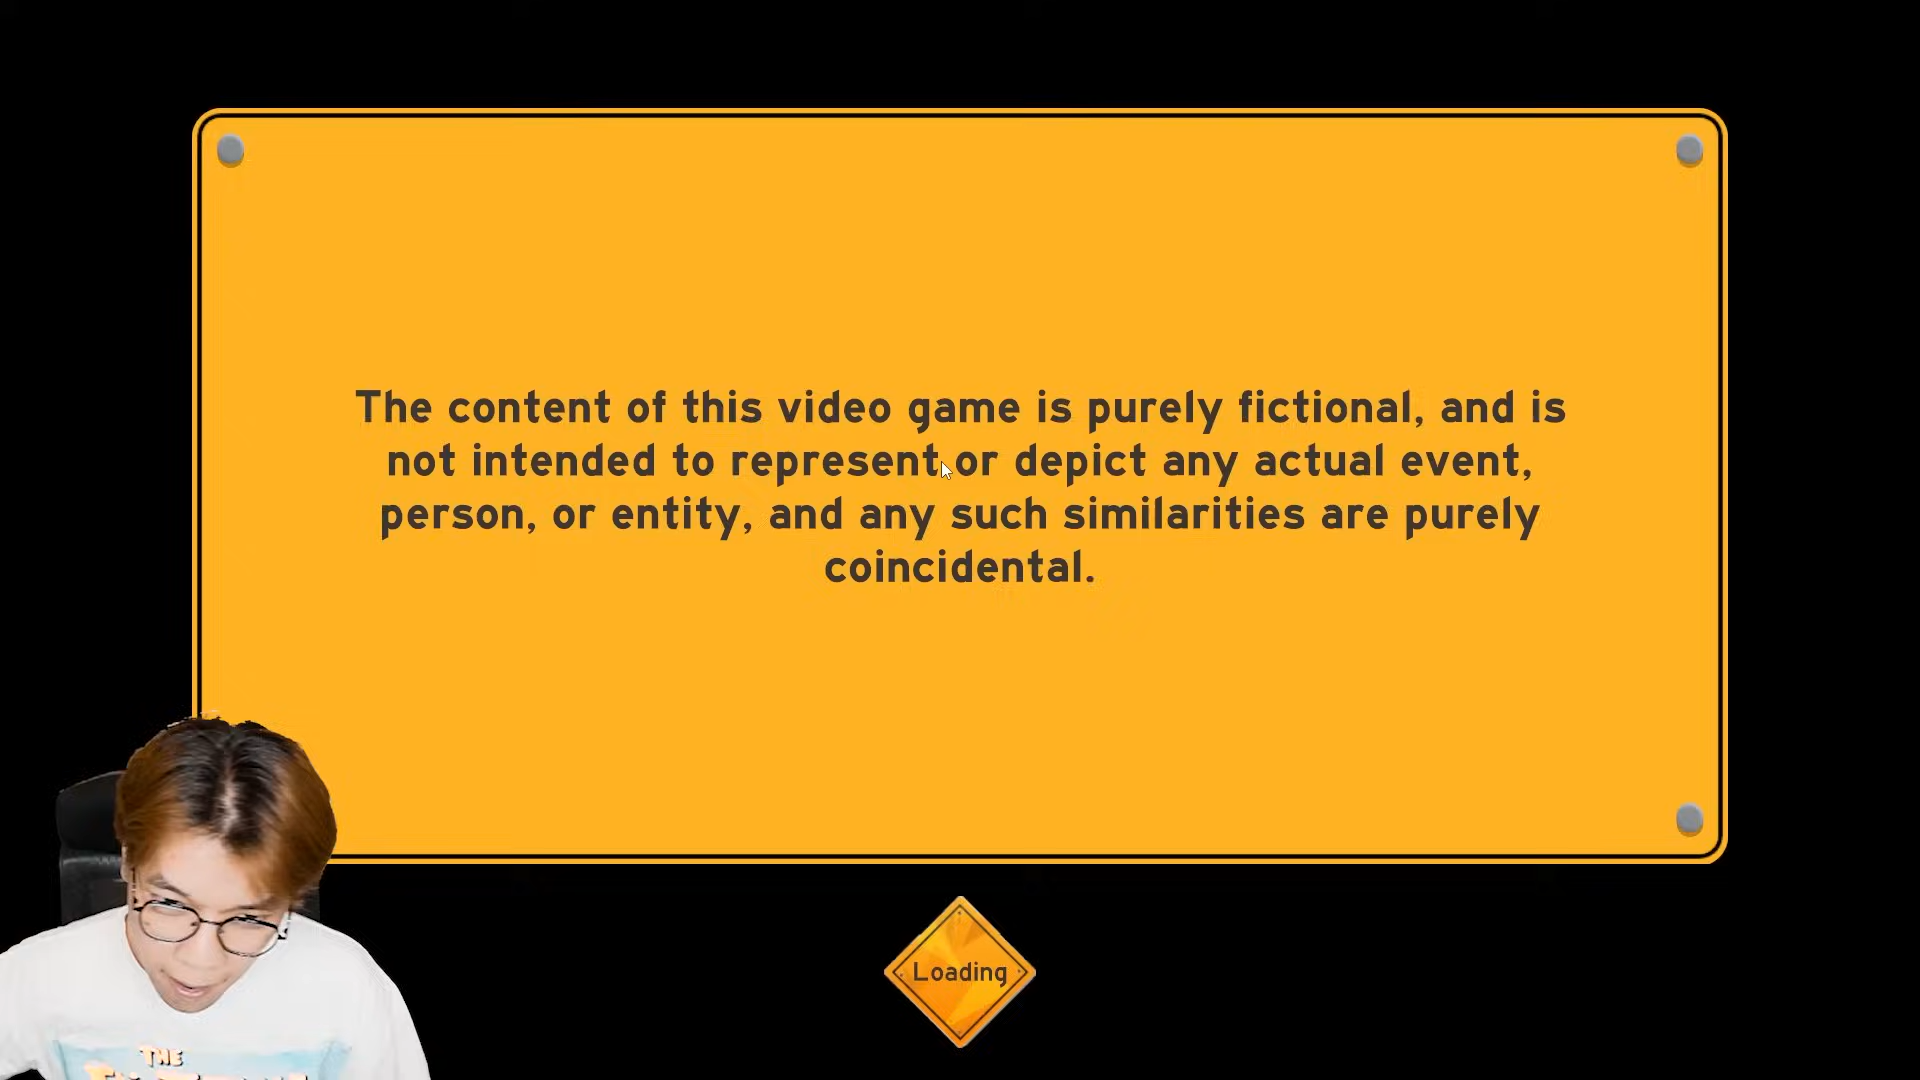 The content of this video game is purely fictional, and is
not intended to represent or depict any actual event,
person, or entity, and any such similarities are purely
coincidental.
Loading
THE